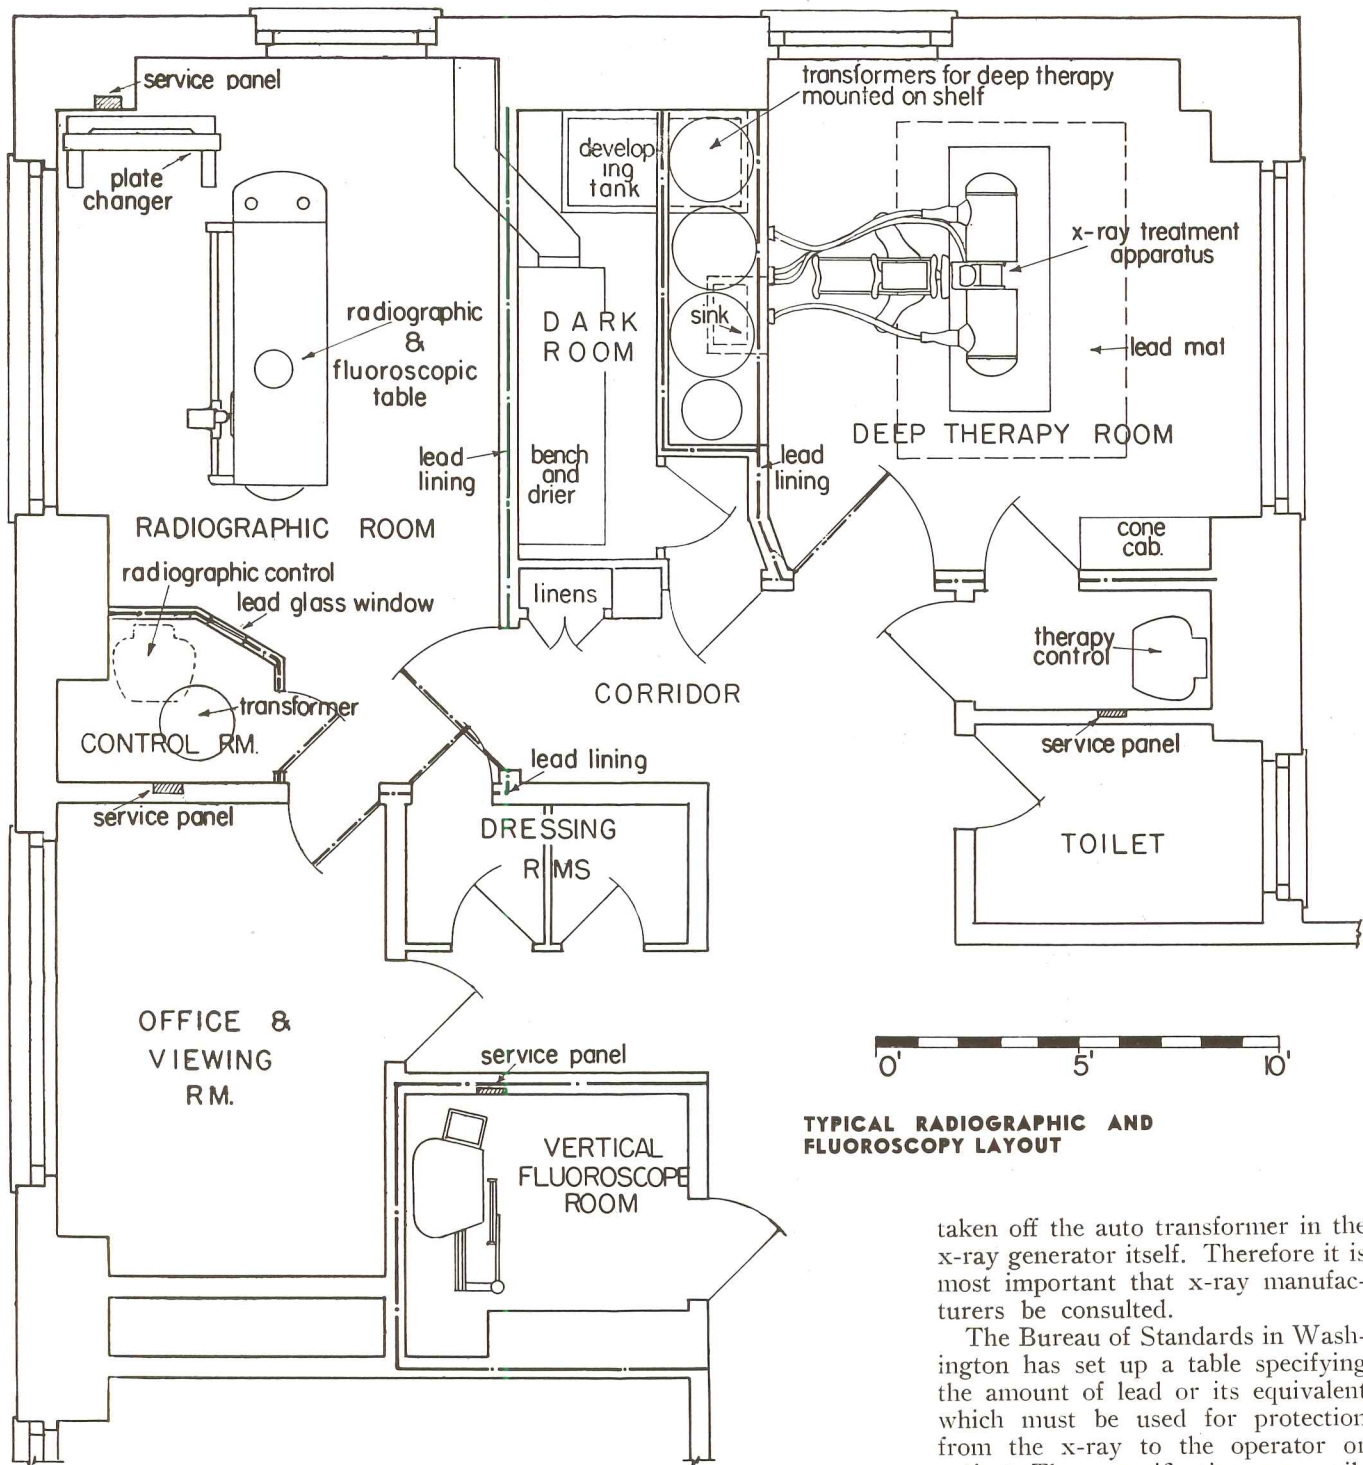 service panel
plate
changer
radiographic
&
fluoroscopic
table
lead
lining
RADIOGRAPHIC ROOM
radiographic control
lead glass window
transformer
CONTROL RM.
service panel
develop-
ing
tank
DARK
ROOM
sink
bench
and
drier
linens
transformers for deep therapy
mounted on shelf
x-ray treatment
apparatus
lead mat
DEEP THERAPY ROOM
lead
lining
cone
cab.
therapy
control
service panel
CORRIDOR
lead lining
DRESSING
RMS
TOILET
OFFICE &
VIEWING
RM.
service panel
VERTICAL
FLUOROSCOPE
ROOM
0' 5' 10'
TYPICAL RADIOGRAPHIC AND
FLUOROSCOPY LAYOUT
taken off the auto transformer in the
x-ray generator itself. Therefore it is
most important that x-ray manufac-
turers be consulted.
The Bureau of Standards in Wash-
ington has set up a table specifying
the amount of lead or its equivalent
which must be used for protection
from the x-ray to the operator or